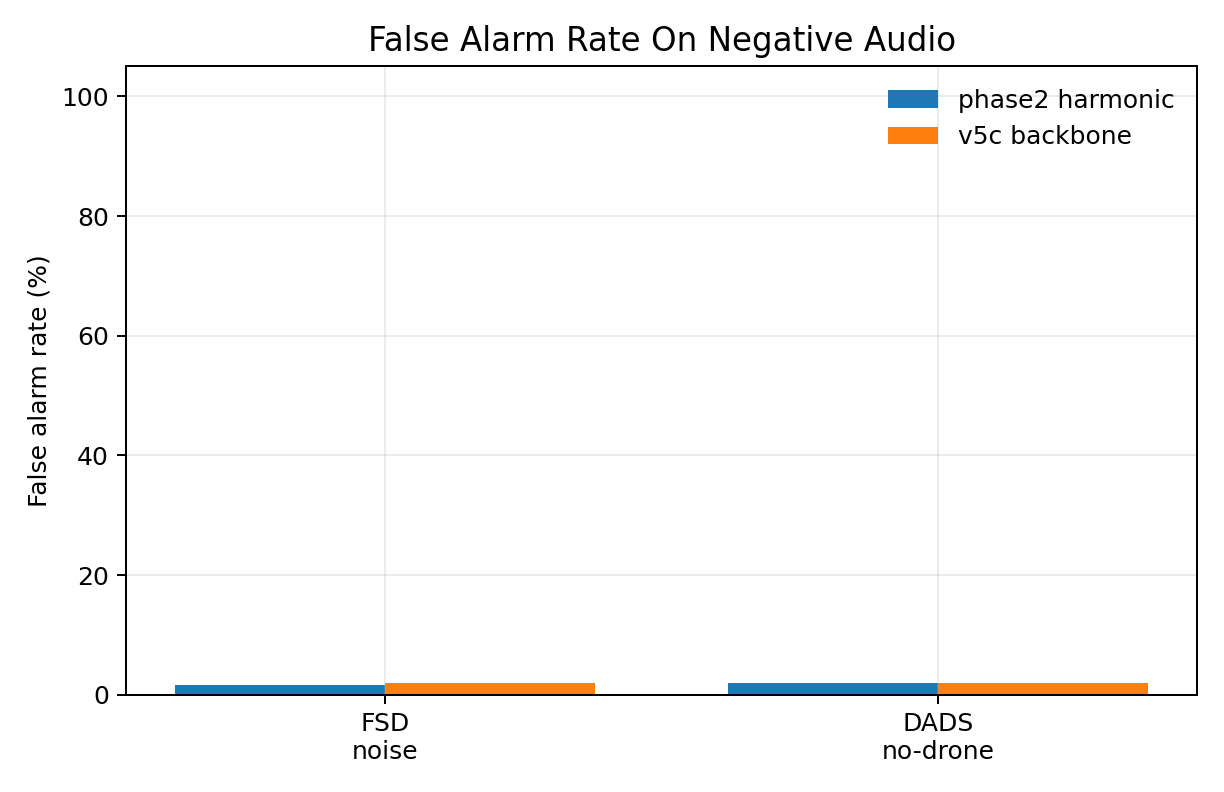 False Alarm Rate On Negative Audio
phase2 harmonic
v5c backbone
False alarm rate (%)
100
80
60
40
20
0
FSD
noise
DADS
no-drone